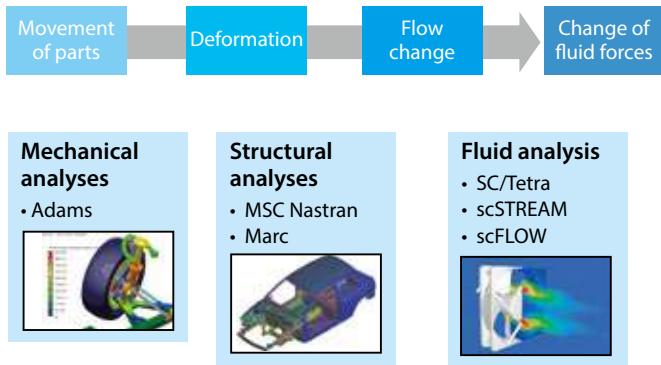 Movement
of parts
Deformation
Flow
change
Change of
fluid forces
Mechanical
analyses
• Adams
Structural
analyses
• MSC Nastran
• Marc
Fluid analysis
• SC/Tetra
• scSTREAM
• scFLOW